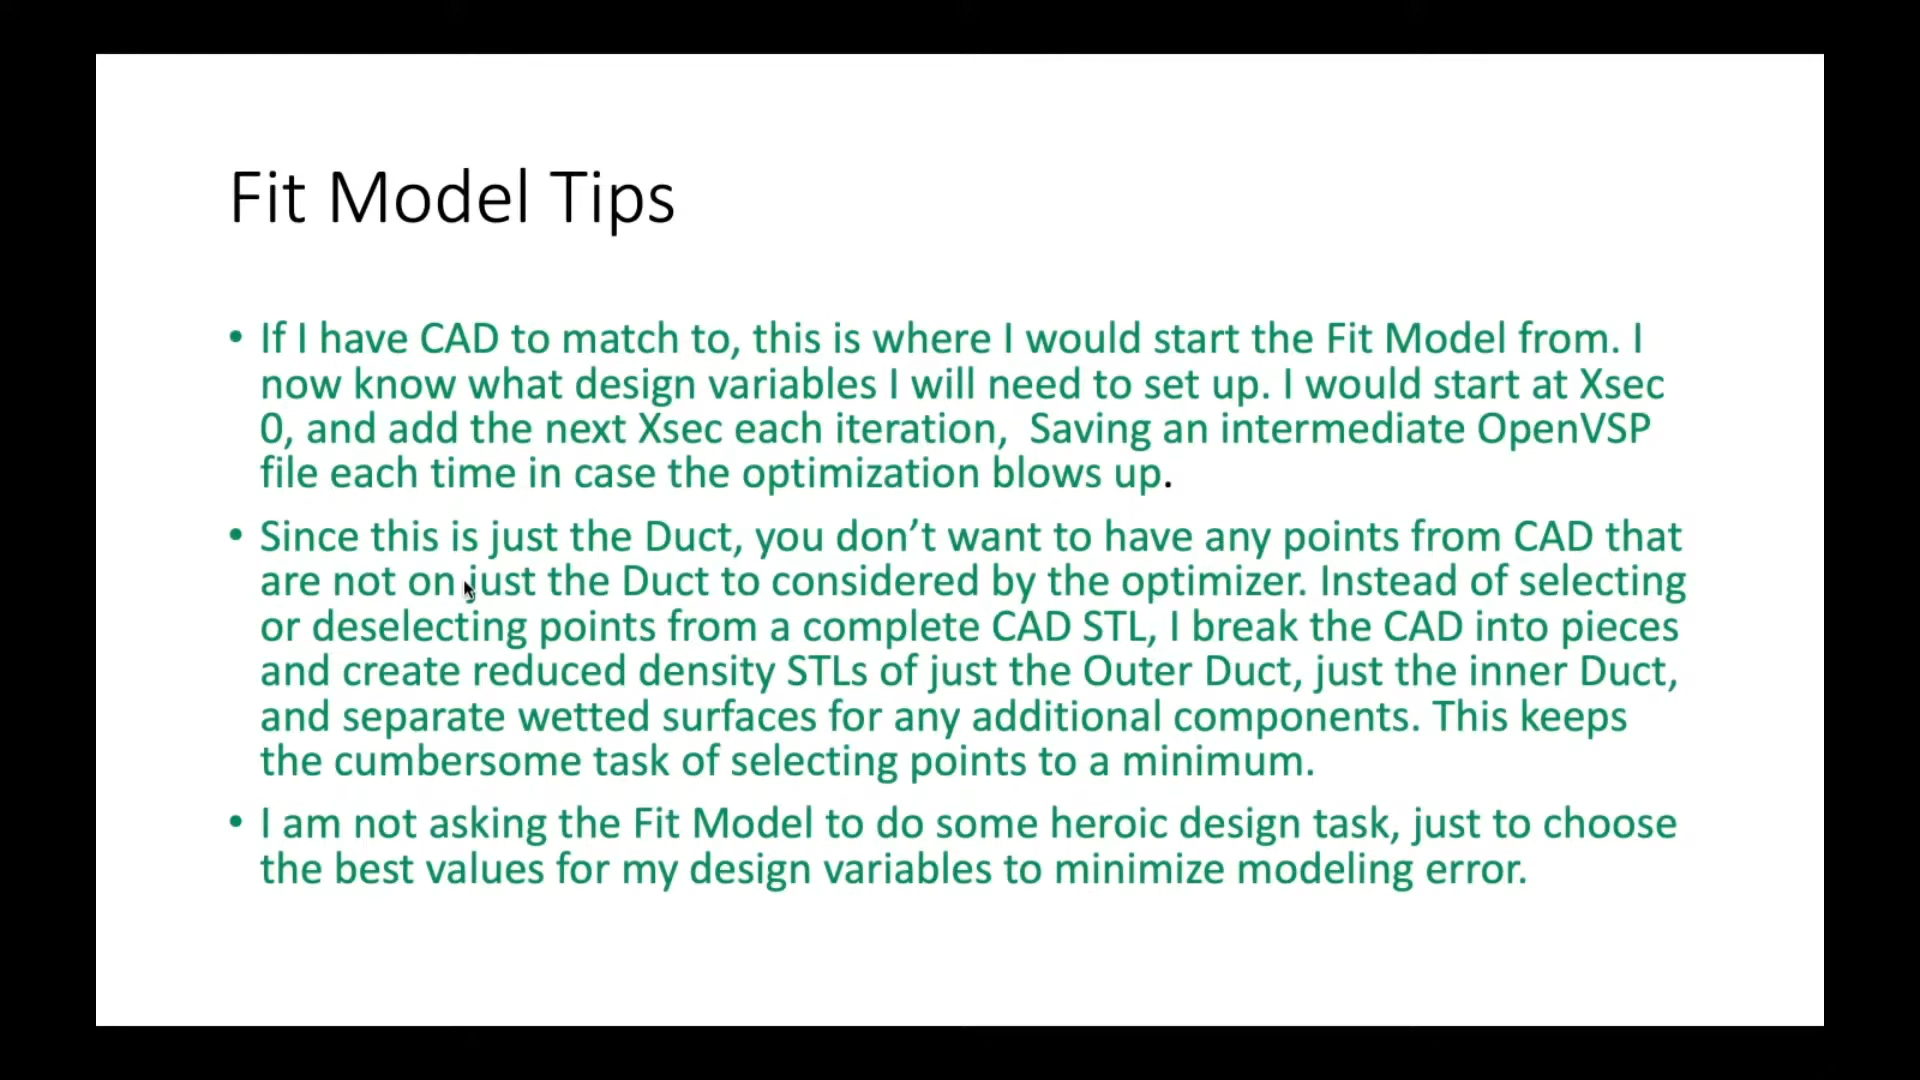 Fit Model Tips
• If I have CAD to match to, this is where I would start the Fit Model from. I
now know what design variables I will need to set up. I would start at Xsec
0, and add the next Xsec each iteration,  Saving an intermediate OpenVSP
file each time in case the optimization blows up.
• Since this is just the Duct, you don’t want to have any points from CAD that
are not on just the Duct to considered by the optimizer. Instead of selecting
or deselecting points from a complete CAD STL, I break the CAD into pieces
and create reduced density STLs of just the Outer Duct, just the inner Duct,
and separate wetted surfaces for any additional components. This keeps
the cumbersome task of selecting points to a minimum.
• I am not asking the Fit Model to do some heroic design task, just to choose
the best values for my design variables to minimize modeling error.